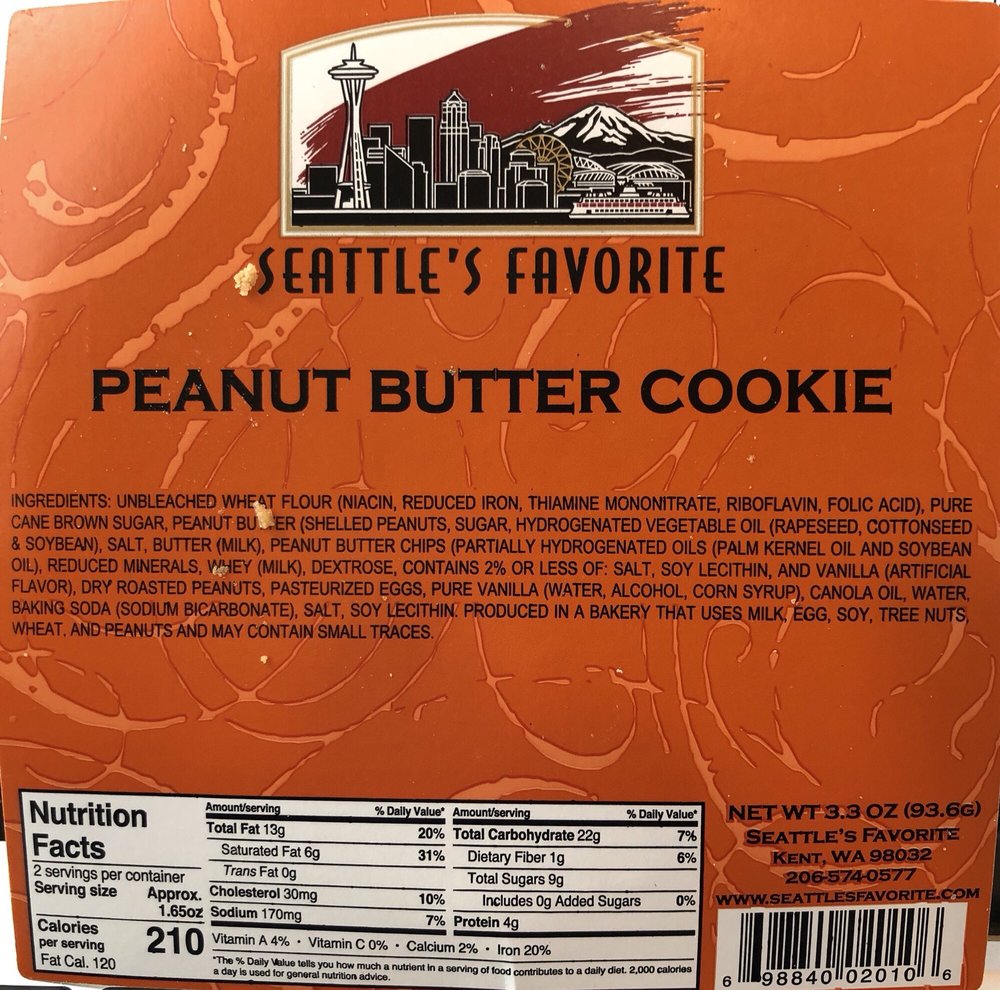 SEATTLE'S FAVORITE
PEANUT BUTTER COOKIE
INGREDIENTS: UNBLEACHED WHEAT FLOUR (NIACIN, REDUCED IRON, THIAMINE MONONITRATE, RIBOFLAVIN, FOLIC ACID), PURE
CANE BROWN SUGAR, PEANUT BUTTER (SHELLED PEANUTS, SUGAR, HYDROGENATED VEGETABLE OIL (RAPESEED, COTTONSEED
& SOYBEAN), SALT, BUTTER (MILK), PEANUT BUTTER CHIPS (PARTIALLY HYDROGENATED OILS (PALM KERNEL OIL AND SOYBEAN
OIL), REDUCED MINERALS, WHEY (MILK), DEXTROSE, CONTAINS 2% OR LESS OF: SALT, SOY LECITHIN, AND VANILLA (ARTIFICIAL
FLAVOR), DRY ROASTED PEANUTS, PASTEURIZED EGGS, PURE VANILLA (WATER, ALCOHOL, CORN SYRUP), CANOLA OIL, WATER,
BAKING SODA (SODIUM BICARBONATE), SALT, SOY LECITHIN. PRODUCED IN A BAKERY THAT USES MILK, EGG, SOY, TREE NUTS,
WHEAT, AND PEANUTS AND MAY CONTAIN SMALL TRACES.
Nutrition
Facts
2 servings per container
Serving size Approx.
1.65oz
Calories
per serving 210
Fat Cal. 120
Amount/serving % Daily Value*
Total Fat 13g 20%
Saturated Fat 6g 31%
Trans Fat 0g
Cholesterol 30mg 10%
Sodium 170mg 7%
Amount/serving % Daily Value*
Total Carbohydrate 22g 7%
Dietary Fiber 1g 6%
Total Sugars 9g
Includes 0g Added Sugars 0%
Protein 4g
Vitamin A 4% • Vitamin C 0% • Calcium 2% • Iron 20%
*The % Daily Value tells you how much a nutrient in a serving of food contributes to a daily diet. 2,000 calories
a day is used for general nutrition advice.
NET WT 3.3 OZ (93.6G)
SEATTLE'S FAVORITE
KENT, WA 98032
206-574-0577
WWW.SEATTLESFAVORITE.COM
6 98840 02010 6